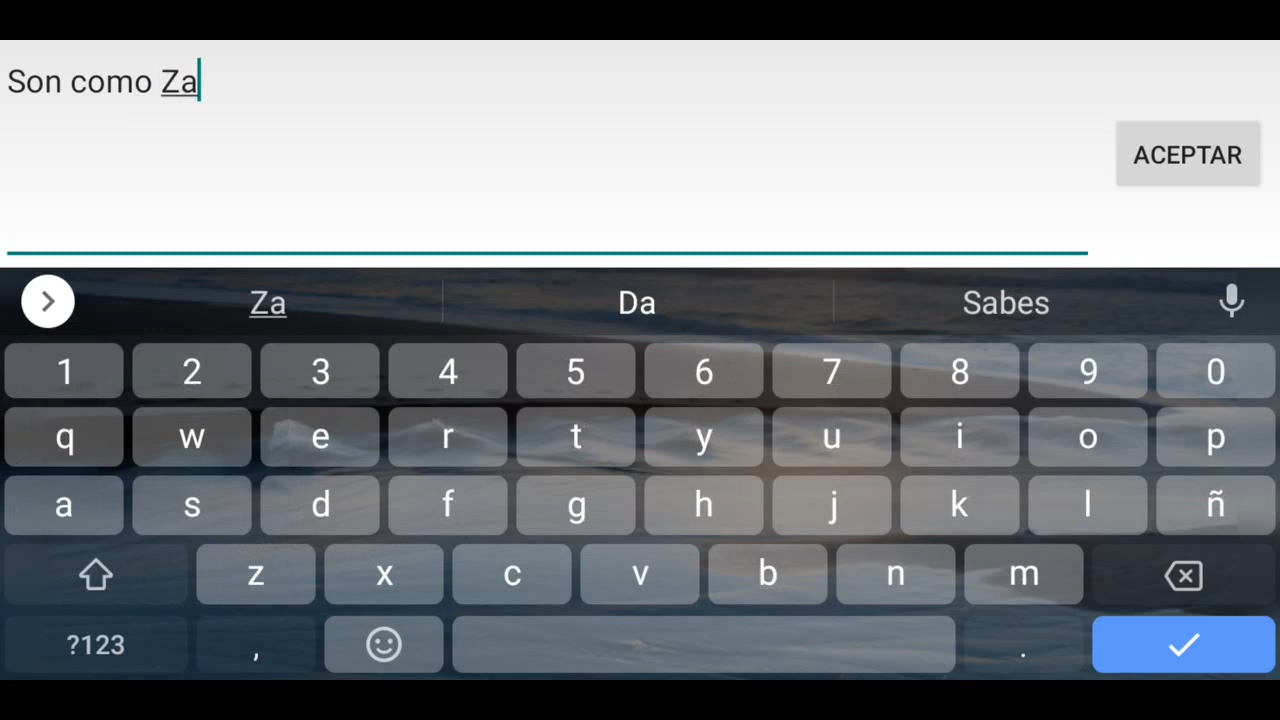 Son como Za
ACEPTAR
Za Da Sabes
1 2 3 4 5 6 7 8 9 0
q w e r t y u i o p
a s d f g h j k l ñ
z x c v b n m
?123 , .